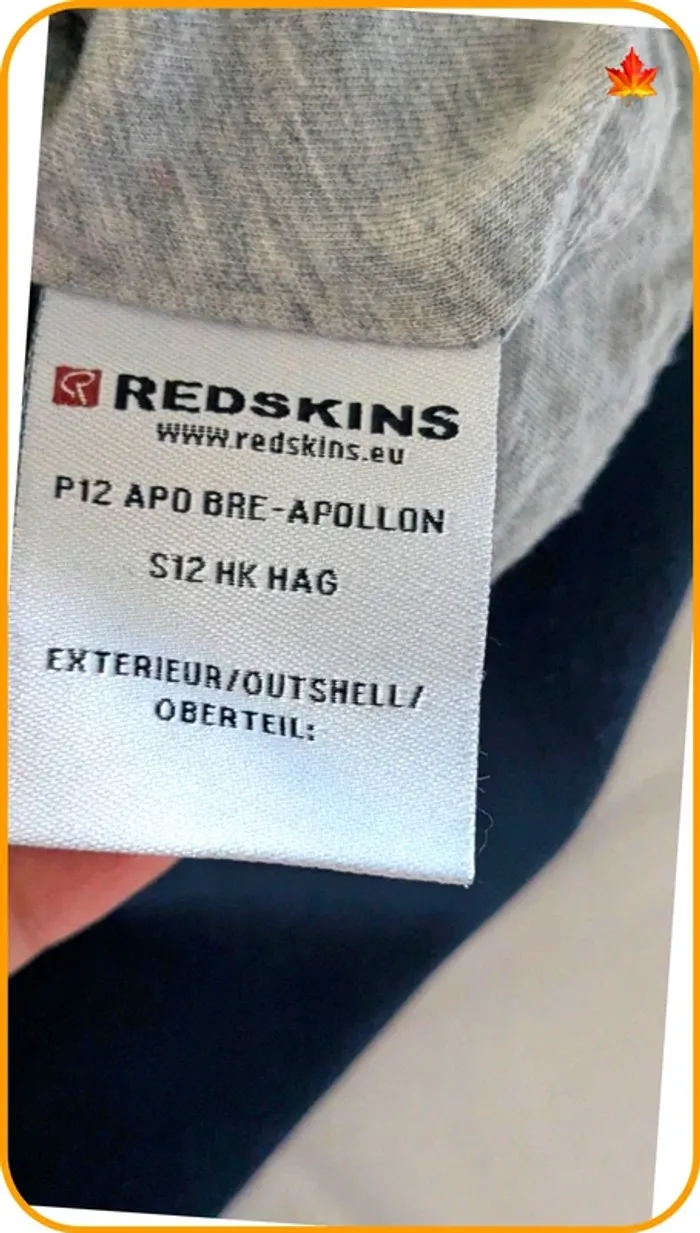 REDSKINS
www.redskins.eu
P12 APO BRE-APOLLON
S12 HK HAG
EXTERIEUR/OUTSHELL/
OBERTEIL: